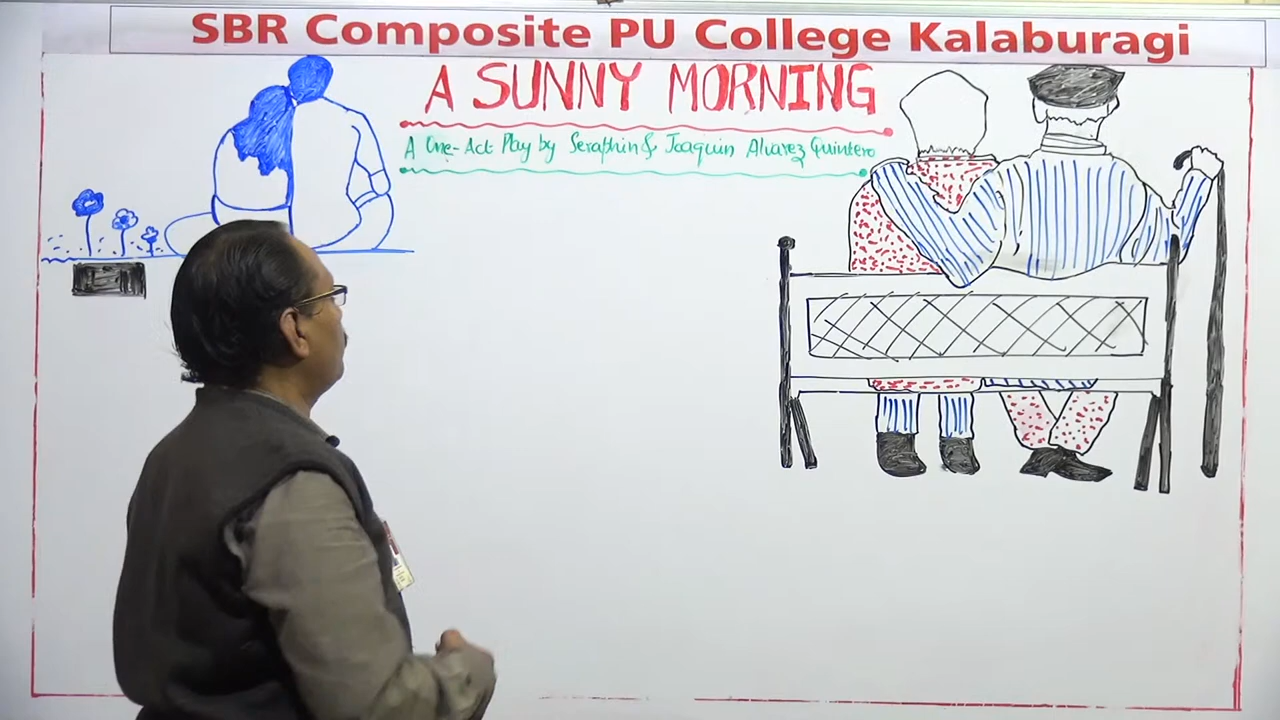 SBR Composite PU College Kalaburagi
A SUNNY MORNING
A One-Act Play by Seraphin & Joaquin Alvarez Quintero